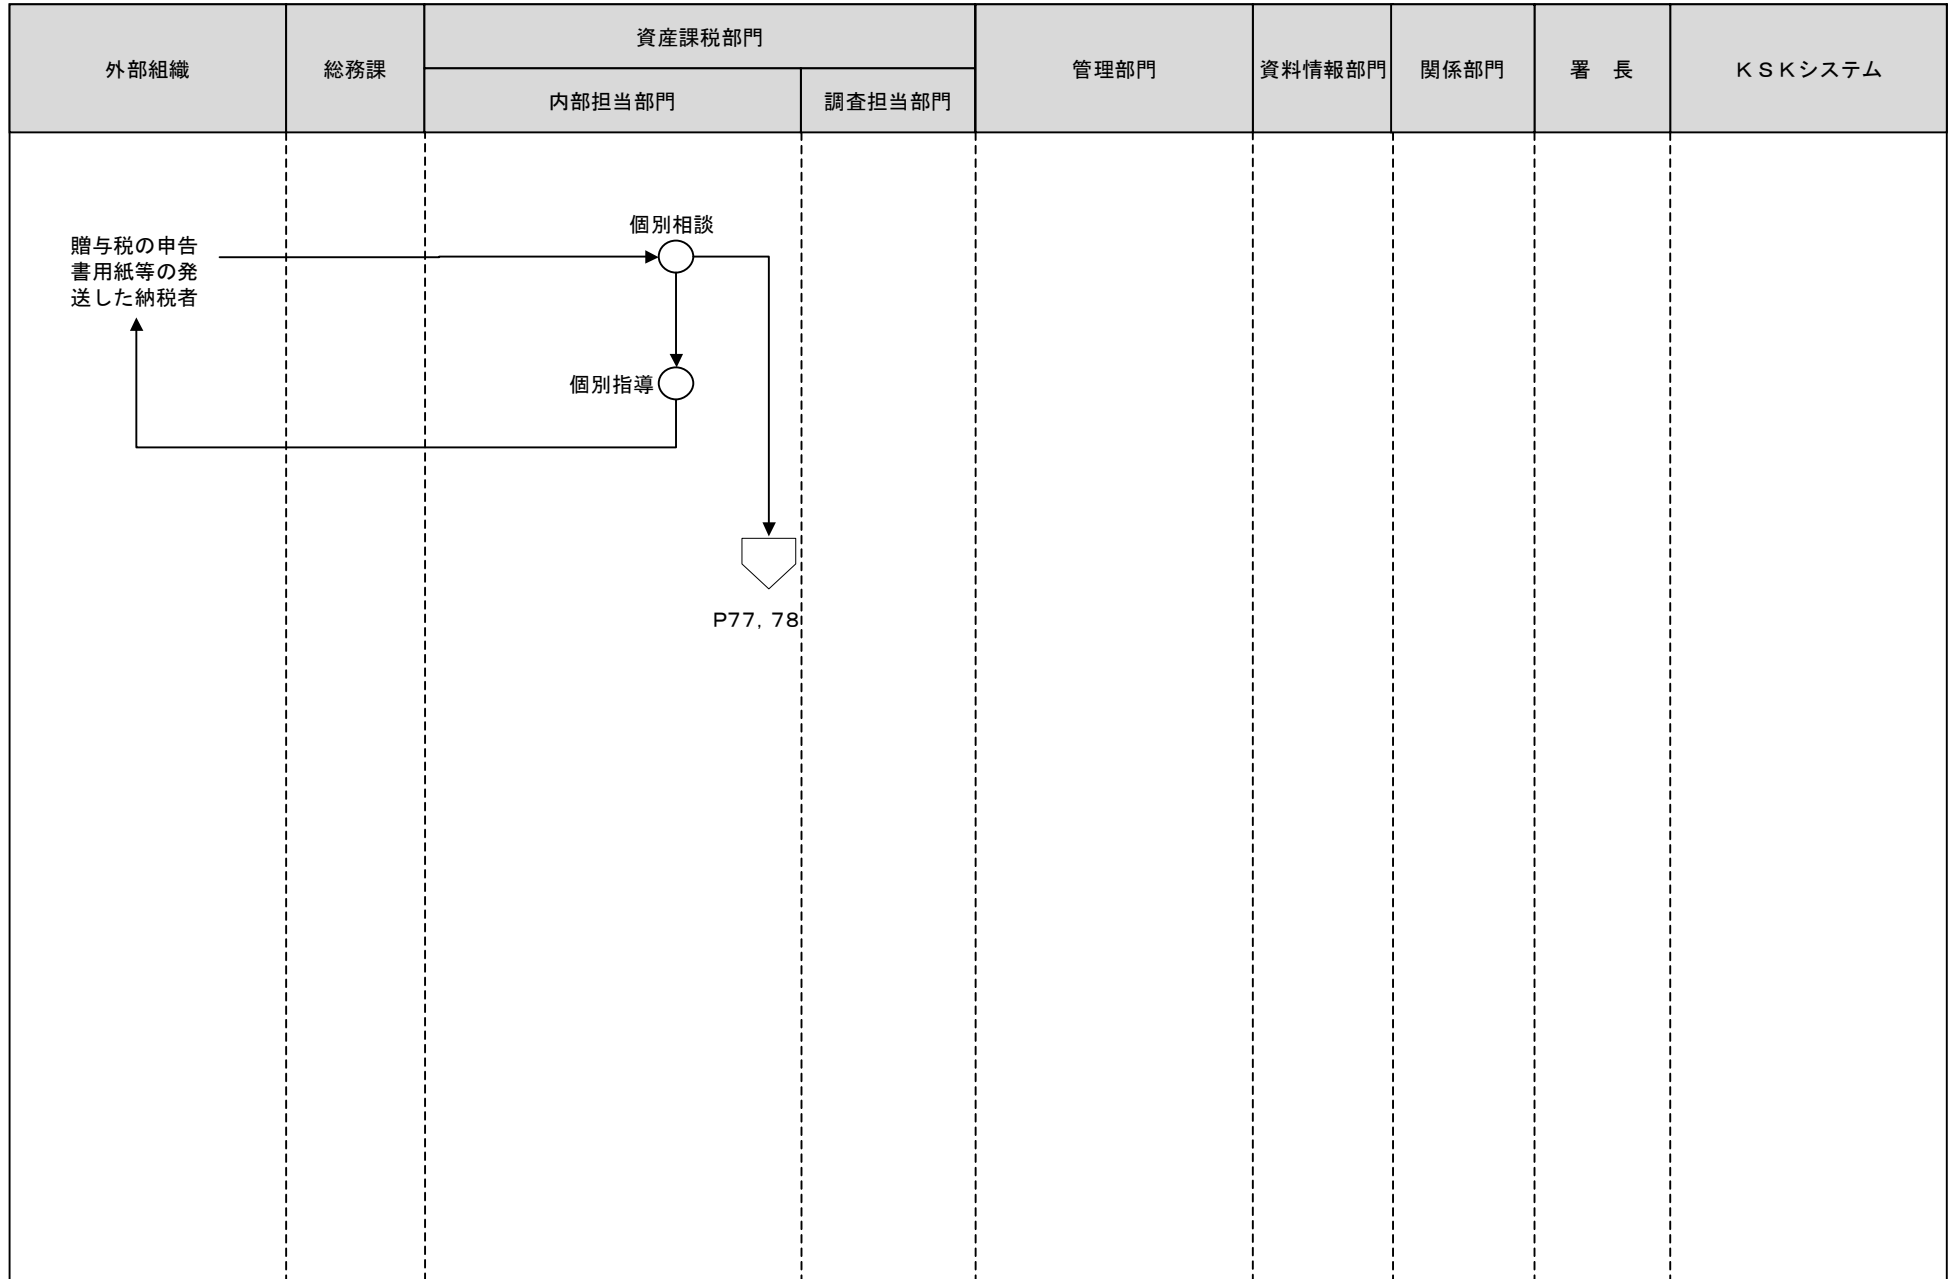 外部組織
総務課
資産課税部門
内部担当部門
調査担当部門
管理部門
資料情報部門
関係部門
署　長
ＫＳＫシステム
個別相談
贈与税の申告
書用紙等の発
送した納税者
個別指導
P77, 78